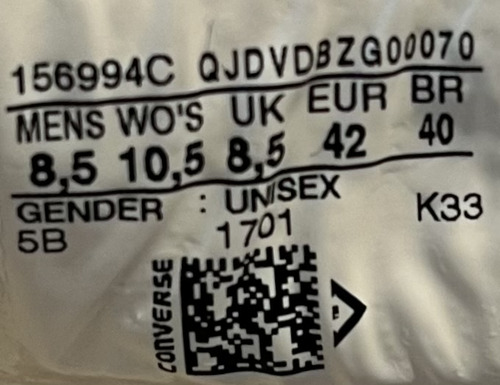 156994C QJDVDBZG00070
MENS WO'S UK EUR BR
8,5 10,5 8,5 42 40
GENDER : UNISEX K33
5B 1701
CONVERSE